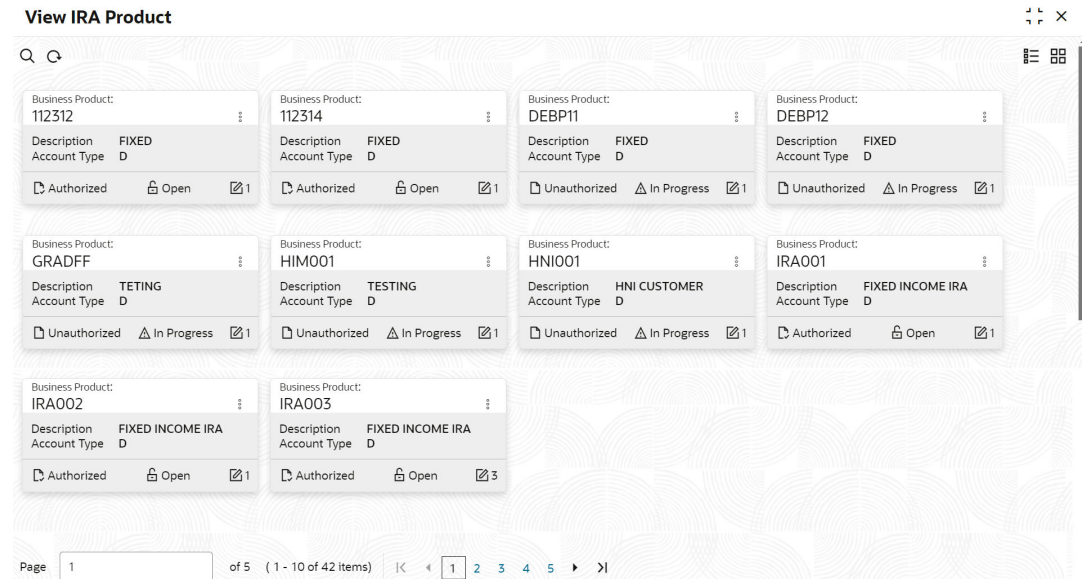 View IRA Product
Business Product:
112312
Description FIXED
Account Type D
Authorized Open 1
Business Product:
112314
Description FIXED
Account Type D
Authorized Open 1
Business Product:
DEBP11
Description FIXED
Account Type D
Unauthorized In Progress 1
Business Product:
DEBP12
Description FIXED
Account Type D
Unauthorized In Progress 1
Business Product:
GRADFF
Description TETING
Account Type D
Unauthorized In Progress 1
Business Product:
HIM001
Description TESTING
Account Type D
Unauthorized In Progress 1
Business Product:
HNI001
Description HNI CUSTOMER
Account Type D
Unauthorized In Progress 1
Business Product:
IRA001
Description FIXED INCOME IRA
Account Type D
Authorized Open 1
Business Product:
IRA002
Description FIXED INCOME IRA
Account Type D
Authorized Open 1
Business Product:
IRA003
Description FIXED INCOME IRA
Account Type D
Authorized Open 3
Page 1 of 5 ( 1 - 10 of 42 items) 1 2 3 4 5